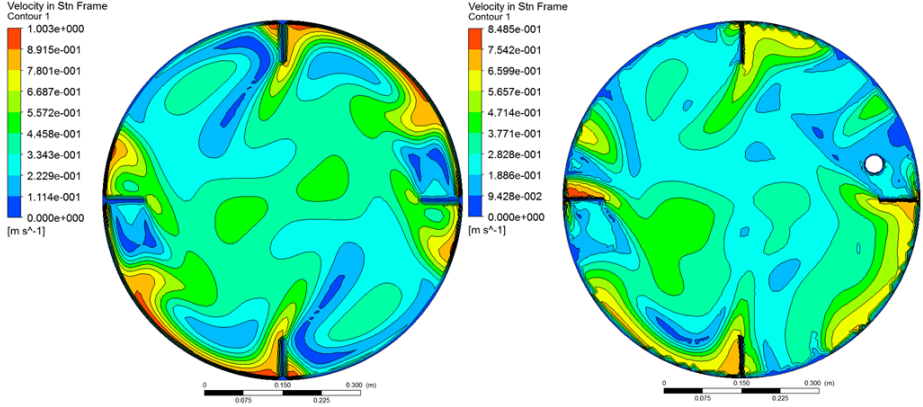 Velocity in Stn Frame
Contour 1
1.003e+000
8.915e-001
7.801e-001
6.687e-001
5.572e-001
4.458e-001
3.343e-001
2.229e-001
1.114e-001
0.000e+000
[m s^-1]
0 0.150 0.300 (m)
0.075 0.225
Velocity in Stn Frame
Contour 1
8.485e-001
7.542e-001
6.599e-001
5.657e-001
4.714e-001
3.771e-001
2.828e-001
1.886e-001
9.428e-002
0.000e+000
[m s^-1]
0 0.150 0.300 (m)
0.075 0.225